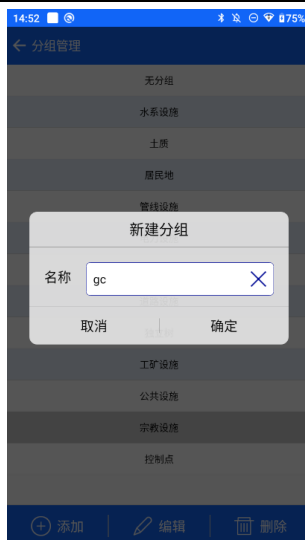 14:52
75%
分组管理
无分组
水系设施
土质
居民地
管线设施
新建分组
名称 gc
取消 确定
工矿设施
公共设施
宗教设施
控制点
添加 编辑 删除